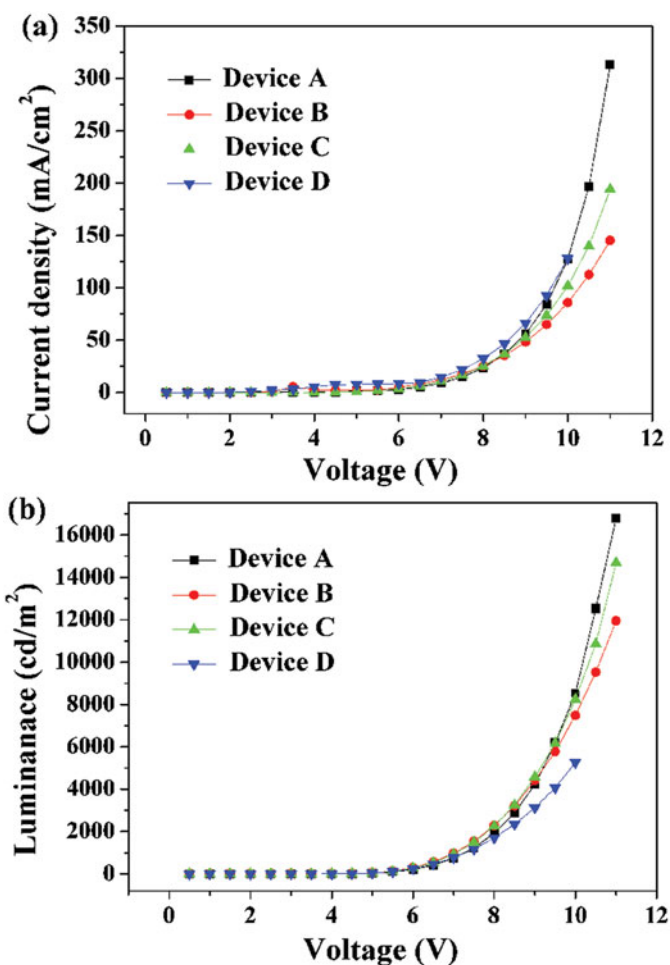 (a)
350
300
250
200
150
100
50
0
Current density (mA/cm²)
Device A
Device B
Device C
Device D
0 2 4 6 8 10 12
Voltage (V)
(b)
16000
14000
12000
10000
8000
6000
4000
2000
0
Luminanace (cd/m²)
Device A
Device B
Device C
Device D
0 2 4 6 8 10 12
Voltage (V)